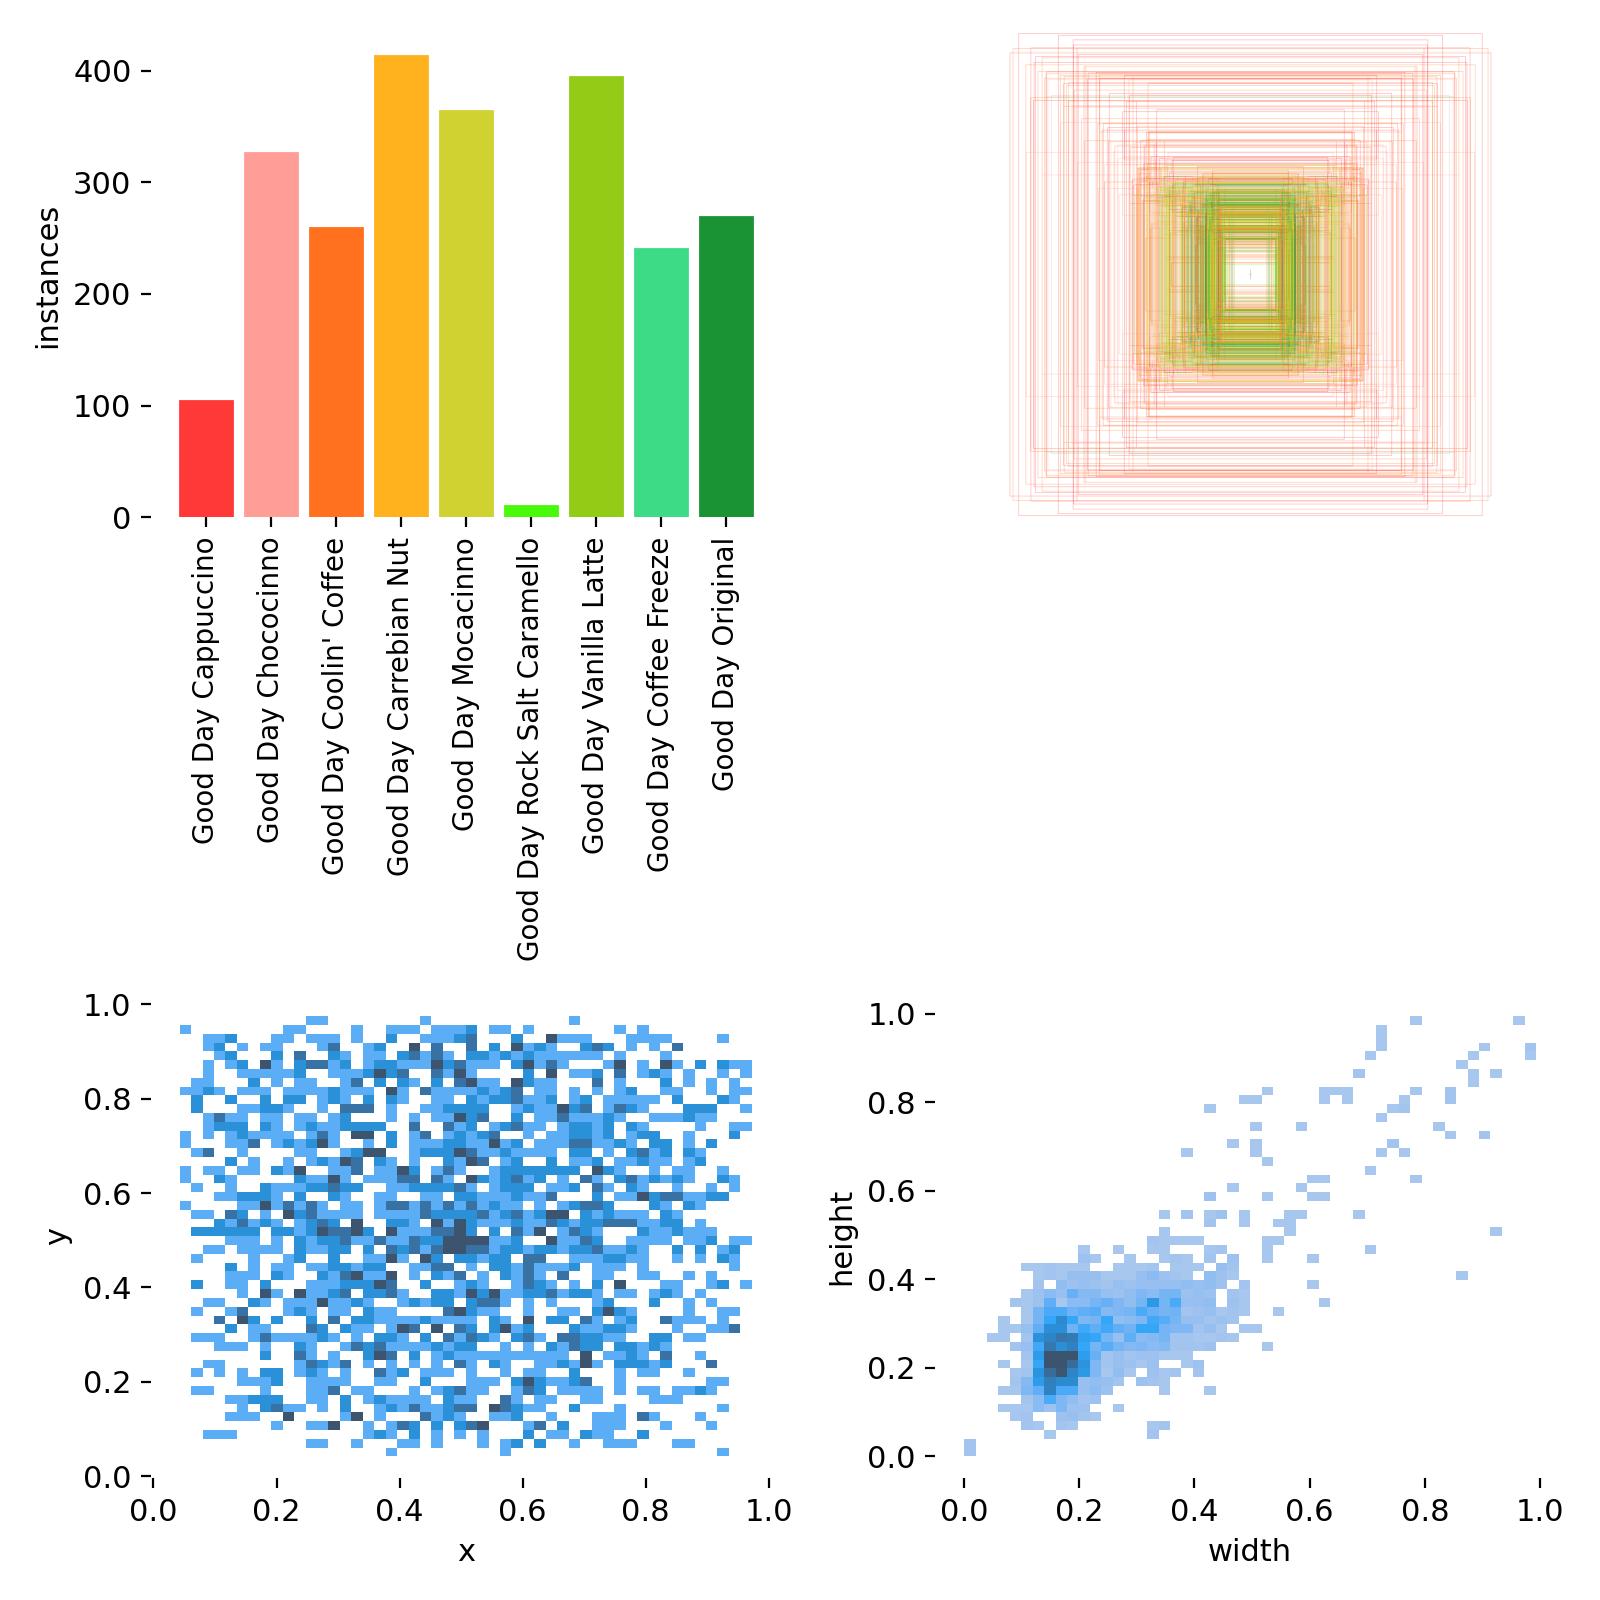 400
300
200
100
0
instances
Good Day Cappuccino
Good Day Chococinno
Good Day Coolin' Coffee
Good Day Carrebian Nut
Good Day Mocacinno
Good Day Rock Salt Caramello
Good Day Vanilla Latte
Good Day Coffee Freeze
Good Day Original
1.0
0.8
0.6
0.4
0.2
0.0
y
0.0 0.2 0.4 0.6 0.8 1.0
x
1.0
0.8
0.6
0.4
0.2
0.0
height
0.0 0.2 0.4 0.6 0.8 1.0
width